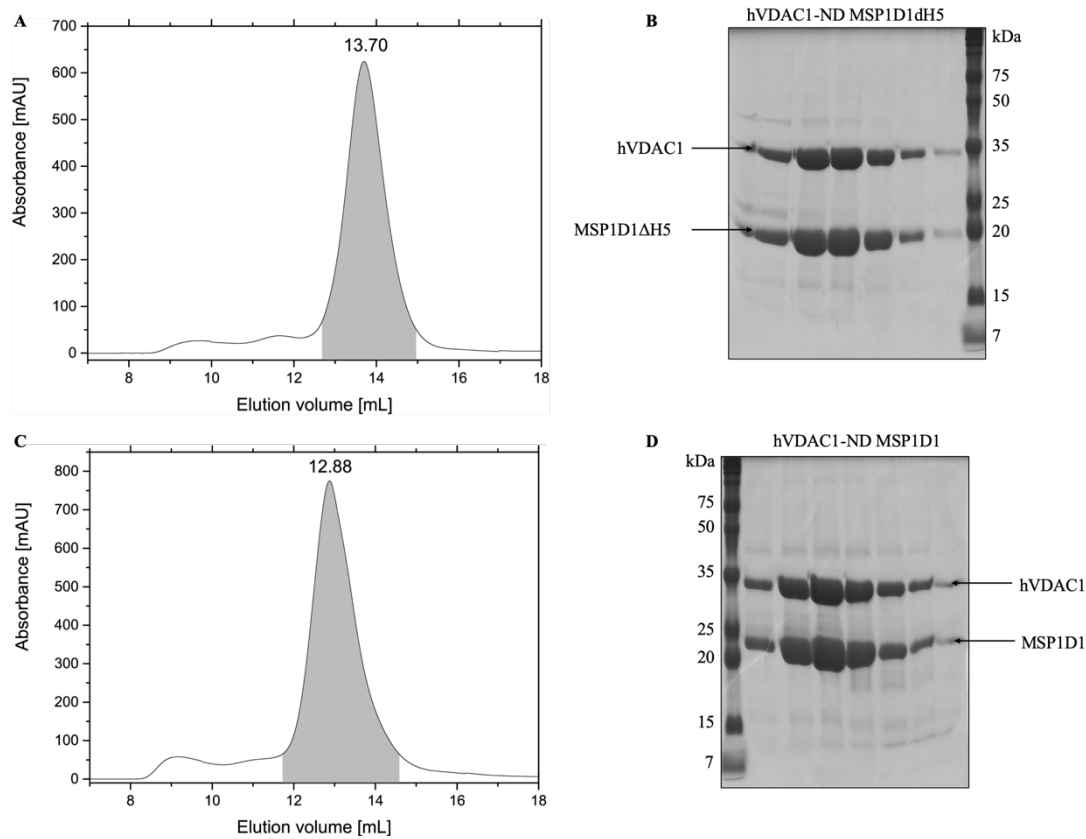 A
13.70
Absorbance [mAU]
700
600
500
400
300
200
100
0
8
10
12
14
16
18
Elution volume [mL]
B
hVDAC1-ND MSP1D1dH5
kDa
75
50
35
25
20
15
7
hVDAC1
MSP1D1ΔH5
C
12.88
Absorbance [mAU]
800
700
600
500
400
300
200
100
0
8
10
12
14
16
18
Elution volume [mL]
D
hVDAC1-ND MSP1D1
kDa
75
50
35
25
20
15
7
hVDAC1
MSP1D1